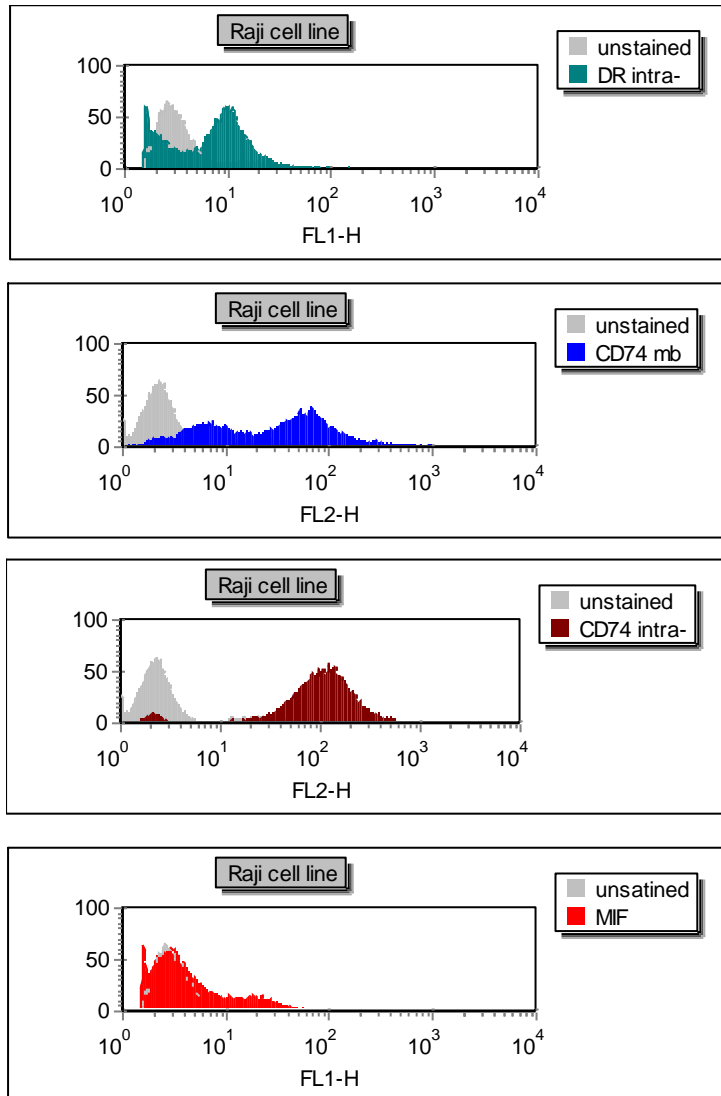 Raji cell line
unstained
DR intra-
100
50
0
10^0 10^1 10^2 10^3 10^4
FL1-H
Raji cell line
unstained
CD74 mb
100
50
0
10^0 10^1 10^2 10^3 10^4
FL2-H
Raji cell line
unstained
CD74 intra-
100
50
0
10^0 10^1 10^2 10^3 10^4
FL2-H
Raji cell line
unsatined
MIF
100
50
0
10^0 10^1 10^2 10^3 10^4
FL1-H